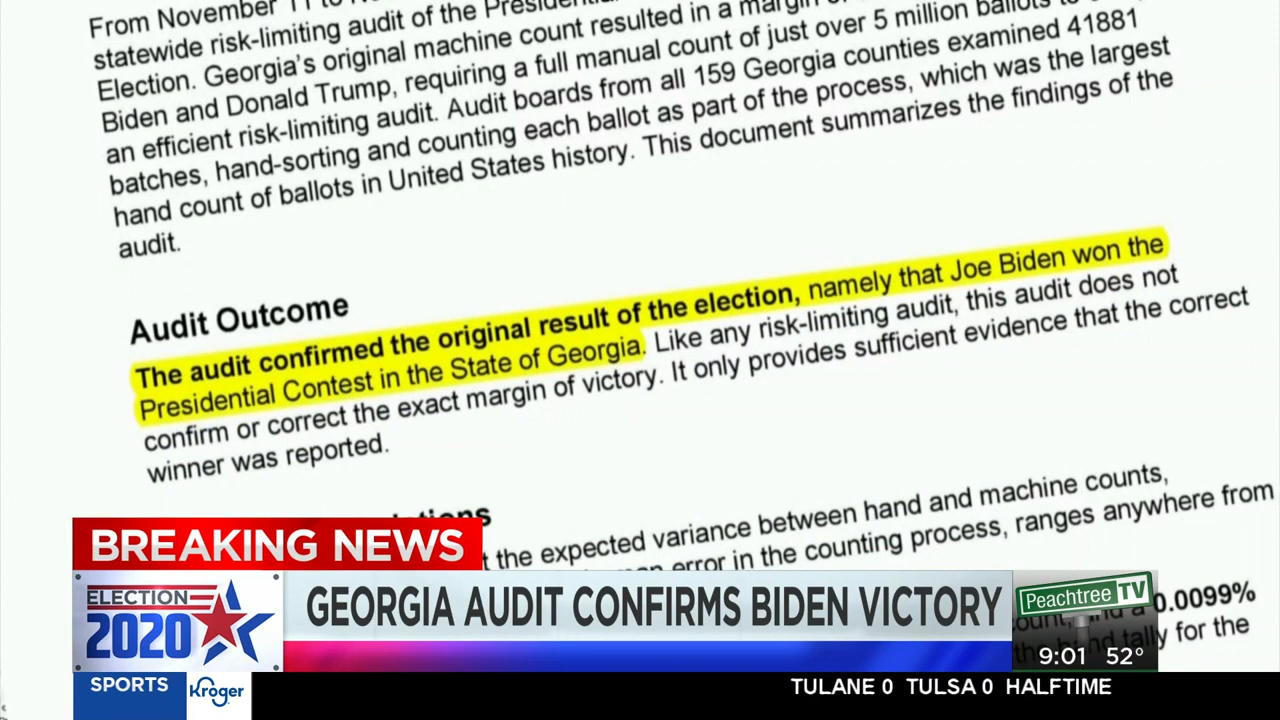 From November 11 to
statewide risk-limiting audit of the Presidential
Election. Georgia's original machine count resulted in a margin of
Biden and Donald Trump, requiring a full manual count of just over 5 million ballots to
an efficient risk-limiting audit. Audit boards from all 159 Georgia counties examined 41881
batches, hand-sorting and counting each ballot as part of the process, which was the largest
hand count of ballots in United States history. This document summarizes the findings of the
audit.
Audit Outcome
The audit confirmed the original result of the election, namely that Joe Biden won the
Presidential Contest in the State of Georgia. Like any risk-limiting audit, this audit does not
confirm or correct the exact margin of victory. It only provides sufficient evidence that the correct
winner was reported.
the expected variance between hand and machine counts,
error in the counting process, ranges anywhere from
0.0099%
hand tally for the
BREAKING NEWS
ELECTION
2020
GEORGIA AUDIT CONFIRMS BIDEN VICTORY
Peachtree TV
9:01 52°
SPORTS
Kroger
TULANE 0 TULSA 0 HALFTIME